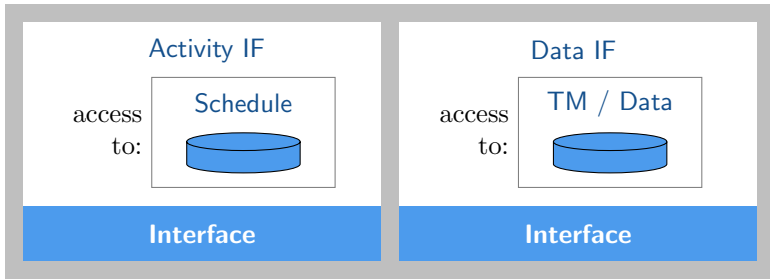 Activity IF
access
to:
Schedule
Interface
Data IF
access
to:
TM / Data
Interface